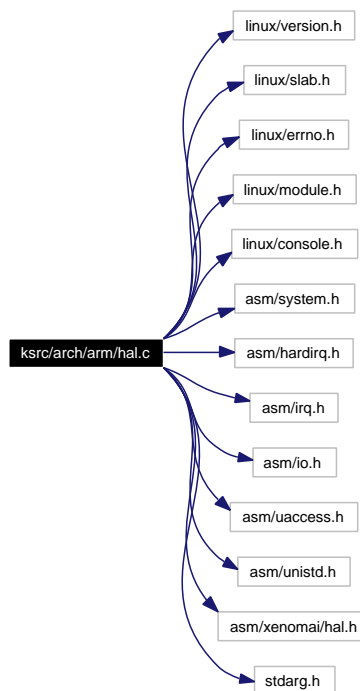 linux/version.h
linux/slab.h
linux/errno.h
linux/module.h
linux/console.h
asm/system.h
ksrc/arch/arm/hal.c
asm/hardirq.h
asm/irq.h
asm/io.h
asm/uaccess.h
asm/unistd.h
asm/xenomai/hal.h
stdarg.h